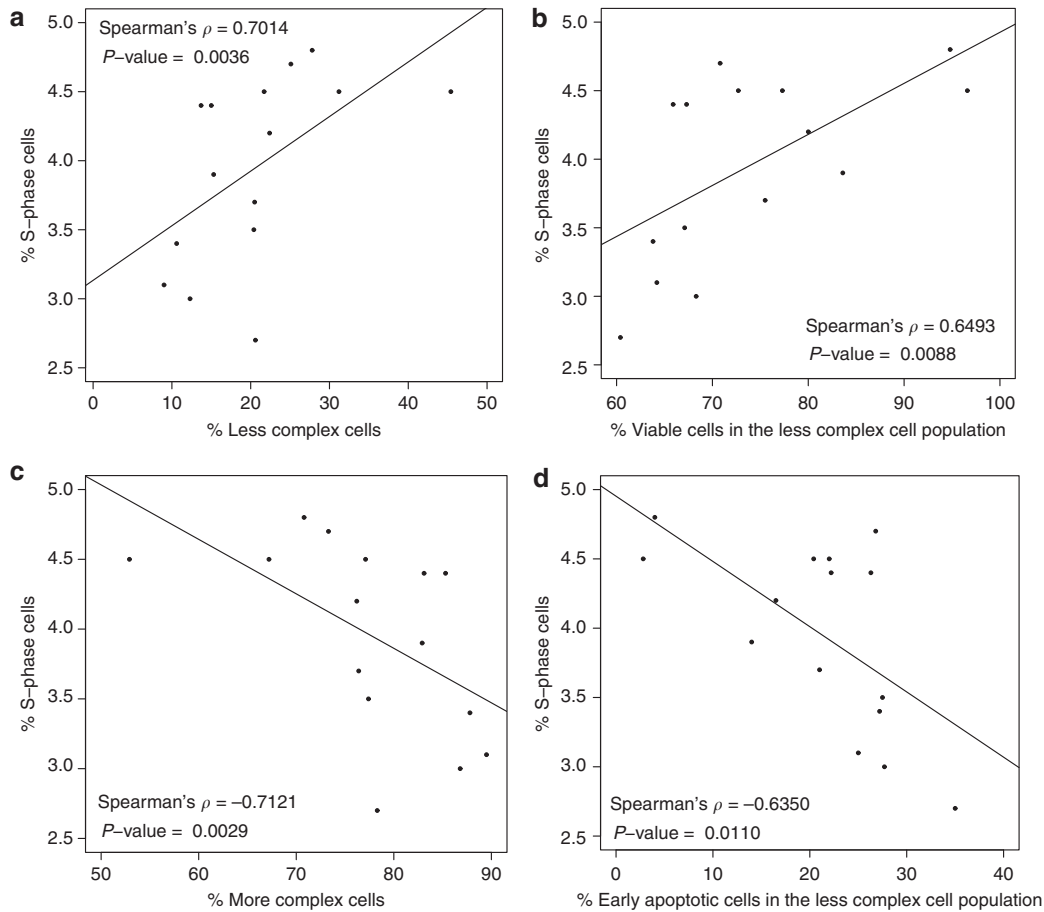 a
Spearman's ρ = 0.7014
P–value = 0.0036
5.0
4.5
4.0
3.5
3.0
2.5
% S–phase cells
0 10 20 30 40 50
% Less complex cells
b
5.0
4.5
4.0
3.5
3.0
2.5
% S–phase cells
Spearman's ρ = 0.6493
P–value = 0.0088
60 70 80 90 100
% Viable cells in the less complex cell population
c
5.0
4.5
4.0
3.5
3.0
2.5
% S–phase cells
Spearman's ρ = –0.7121
P–value = 0.0029
50 60 70 80 90
% More complex cells
d
5.0
4.5
4.0
3.5
3.0
2.5
% S–phase cells
Spearman's ρ = –0.6350
P–value = 0.0110
0 10 20 30 40
% Early apoptotic cells in the less complex cell population